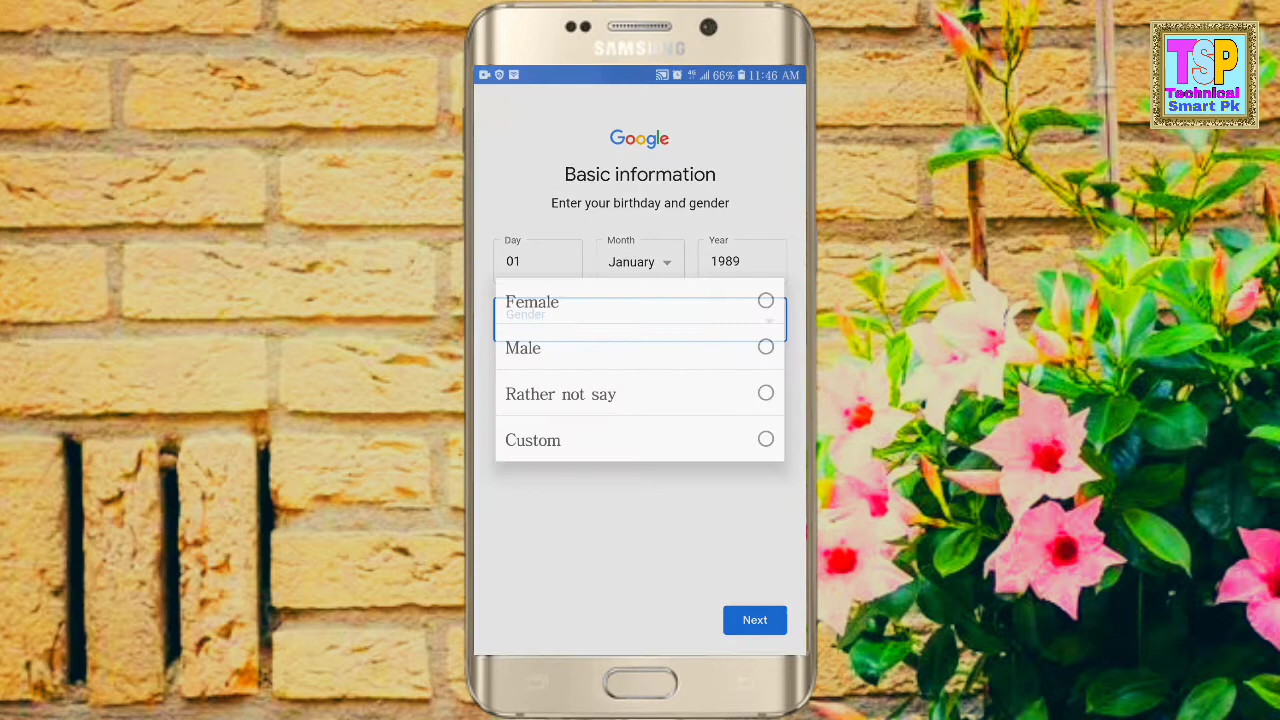 SAMSUNG
4G 66% 11:46 AM
Google
Basic information
Enter your birthday and gender
Day
Month
Year
01
January
1989
Female
Gender
Male
Rather not say
Custom
Next
TSP
Technical
Smart Pk